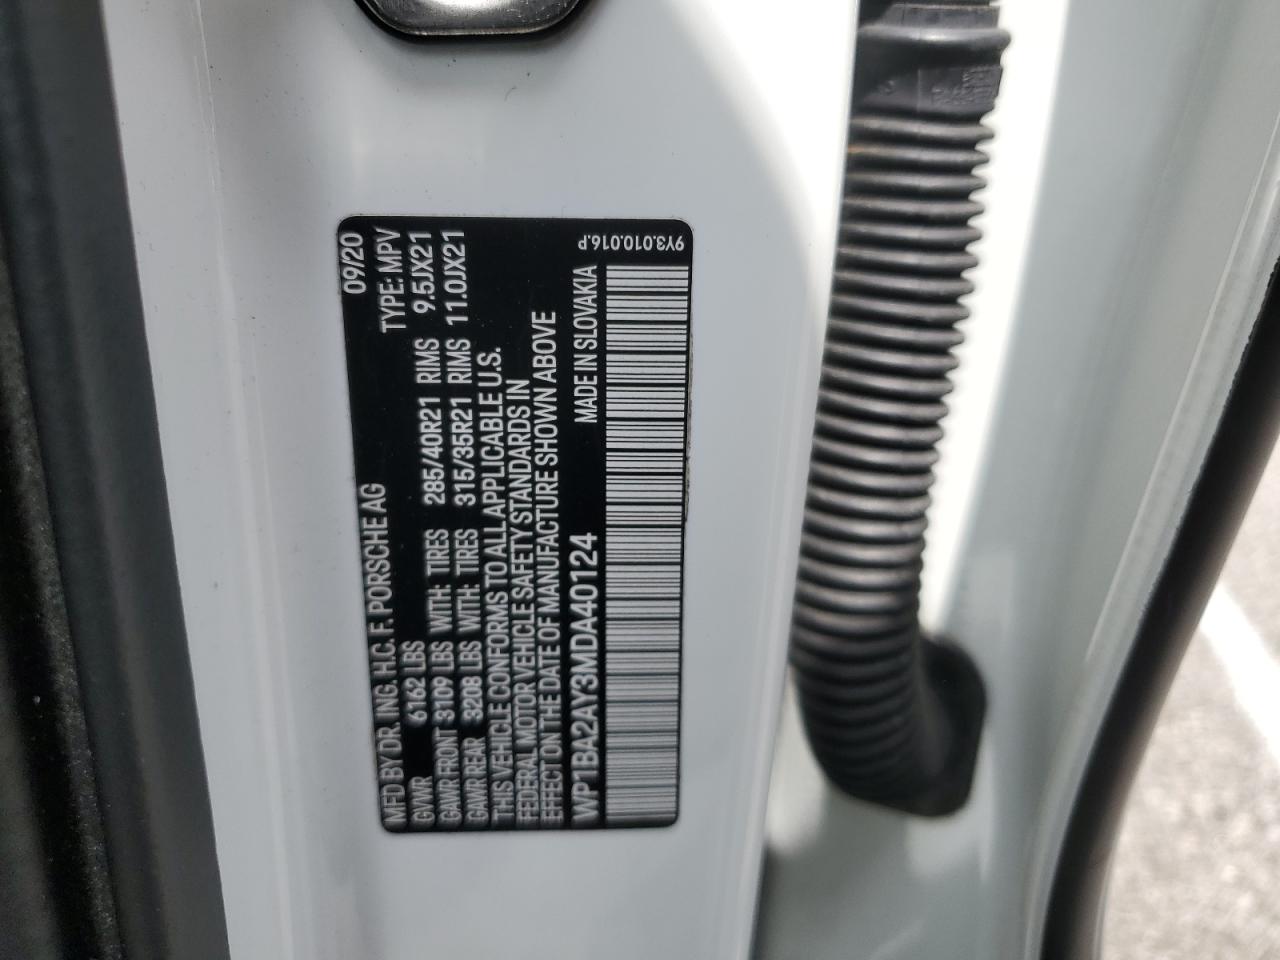 MFD BY DR. ING. H.C. F. PORSCHE AG 09/20
GVWR 6162 LBS TYPE: MPV
GAWR FRONT 3109 LBS WITH: TIRES 285/40R21 RIMS 9.5JX21
GAWR REAR 3208 LBS WITH: TIRES 315/35R21 RIMS 11.0JX21
THIS VEHICLE CONFORMS TO ALL APPLICABLE U.S.
FEDERAL MOTOR VEHICLE SAFETY STANDARDS IN
EFFECT ON THE DATE OF MANUFACTURE SHOWN ABOVE
WP1BA2AY3MDA40124 MADE IN SLOVAKIA
9Y3.010.016.P